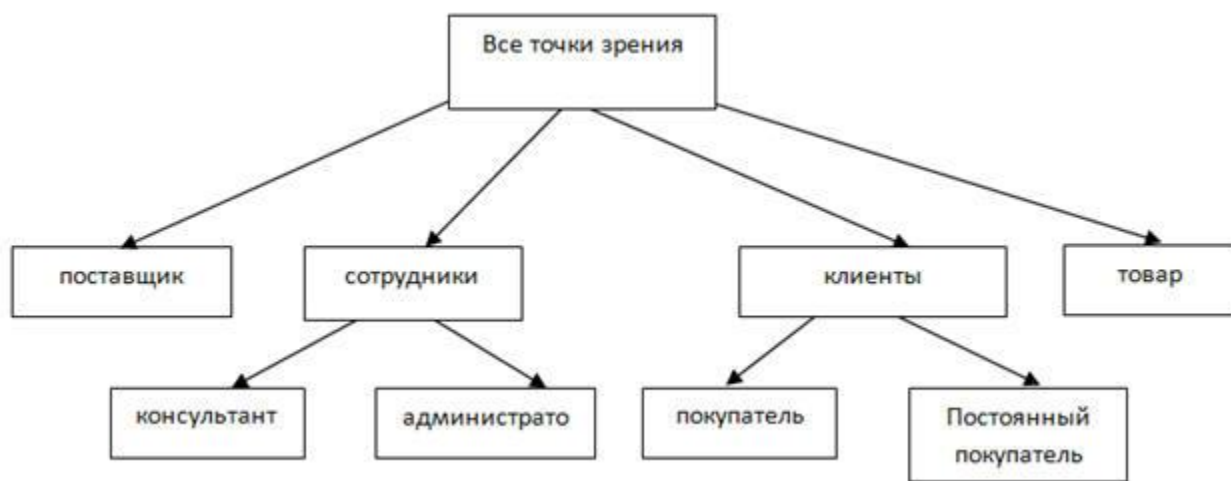 Все точки зрения
поставщик
сотрудники
клиенты
товар
консультант
администрато
покупатель
Постоянный
покупатель